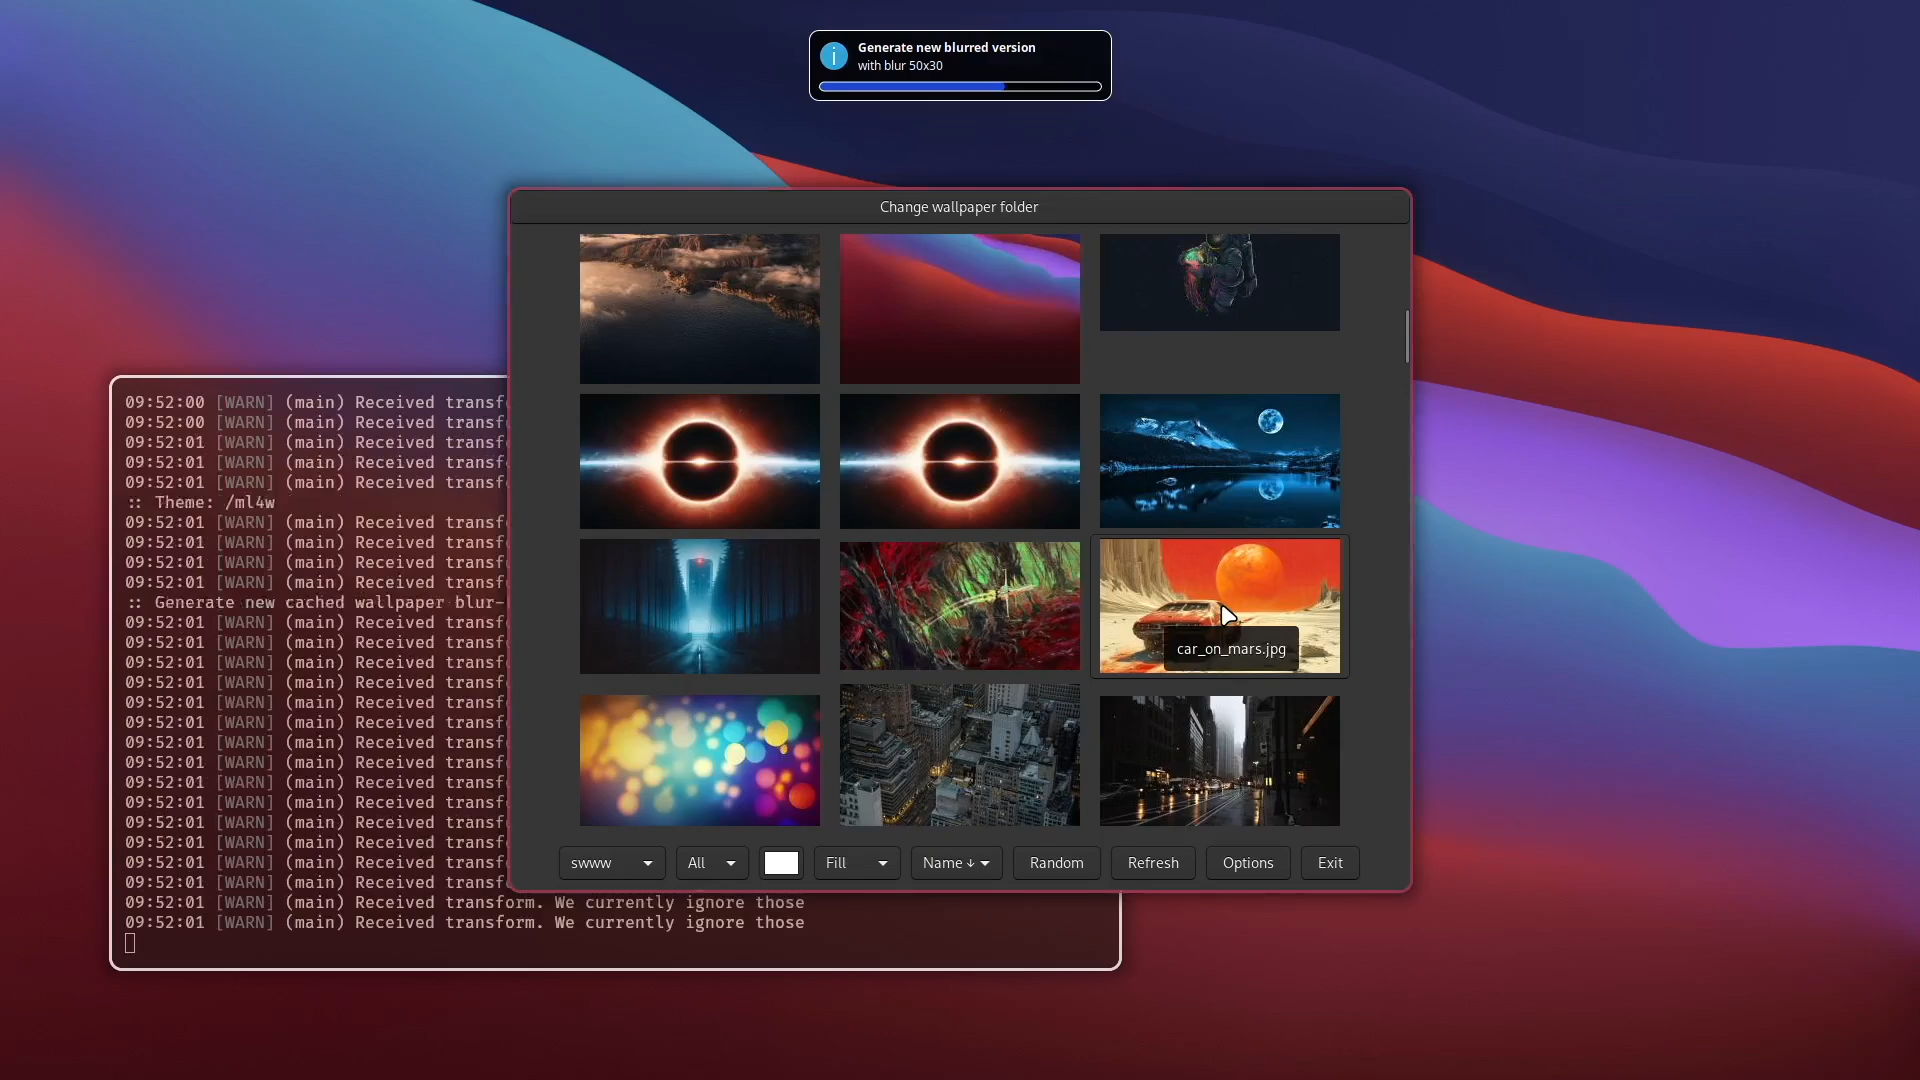 Generate new blurred version
with blur 50x30
Change wallpaper folder
09:52:00 [WARN] (main) Received transf
09:52:00 [WARN] (main) Received transf
09:52:01 [WARN] (main) Received transf
09:52:01 [WARN] (main) Received transf
09:52:01 [WARN] (main) Received transf
:: Theme: /ml4w
09:52:01 [WARN] (main) Received transf
09:52:01 [WARN] (main) Received transf
09:52:01 [WARN] (main) Received transf
09:52:01 [WARN] (main) Received transf
:: Generate new cached wallpaper blur-
09:52:01 [WARN] (main) Received transf
09:52:01 [WARN] (main) Received transf
09:52:01 [WARN] (main) Received transf
09:52:01 [WARN] (main) Received transf
09:52:01 [WARN] (main) Received transf
09:52:01 [WARN] (main) Received transf
09:52:01 [WARN] (main) Received transf
09:52:01 [WARN] (main) Received transf
09:52:01 [WARN] (main) Received transf
09:52:01 [WARN] (main) Received transf
09:52:01 [WARN] (main) Received transf
09:52:01 [WARN] (main) Received transf
09:52:01 [WARN] (main) Received transf
09:52:01 [WARN] (main) Received transf
09:52:01 [WARN] (main) Received transform. We currently ignore those
09:52:01 [WARN] (main) Received transform. We currently ignore those
car_on_mars.jpg
swww All Fill Name ↓ Random Refresh Options Exit